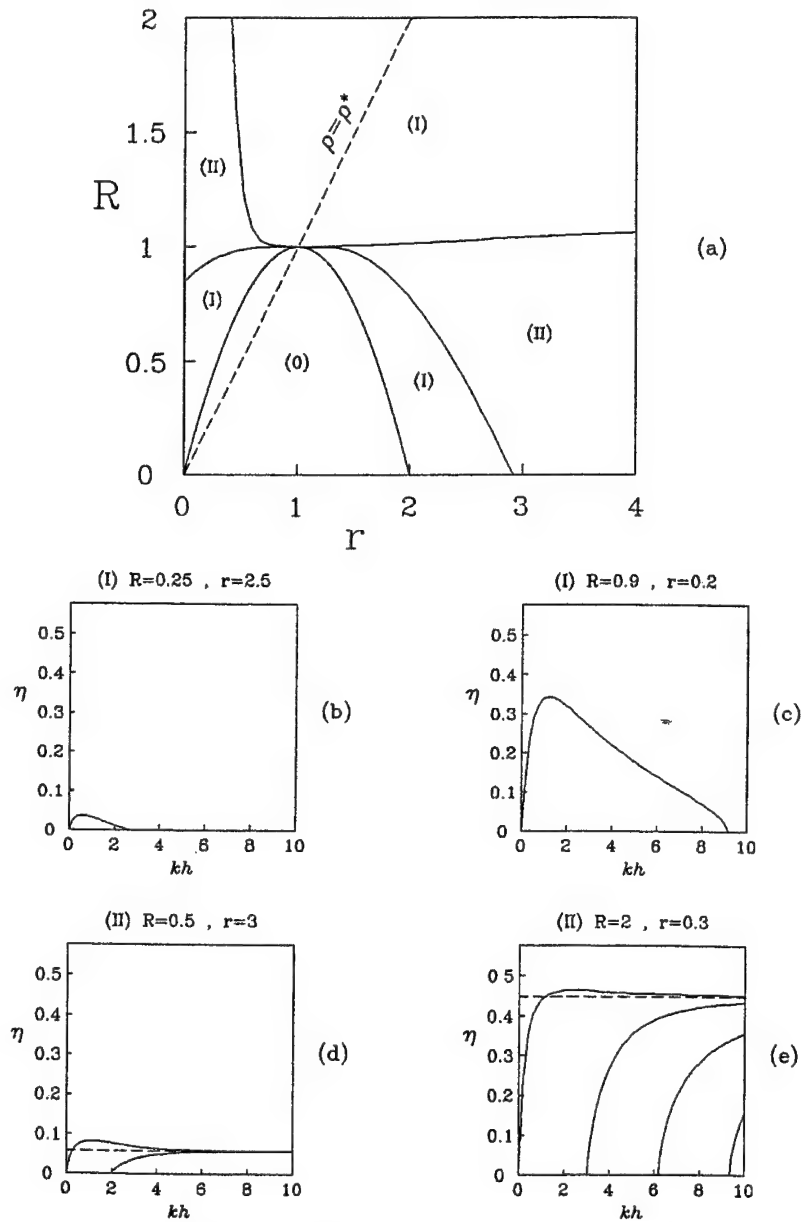 2
1.5
1
0.5
0
R
ρ=ρ*
(I)
(II)
(I)
(0)
(I)
(II)
(a)
0 1 2 3 4
r
(I) R=0.25 , r=2.5
0.5
0.4
0.3
0.2
0.1
0
η
0 2 4 6 8 10
kh
(b)
(I) R=0.9 , r=0.2
0.5
0.4
0.3
0.2
0.1
0
η
0 2 4 6 8 10
kh
(c)
(II) R=0.5 , r=3
0.5
0.4
0.3
0.2
0.1
0
η
0 2 4 6 8 10
kh
(d)
(II) R=2 , r=0.3
0.5
0.4
0.3
0.2
0.1
0
η
0 2 4 6 8 10
kh
(e)